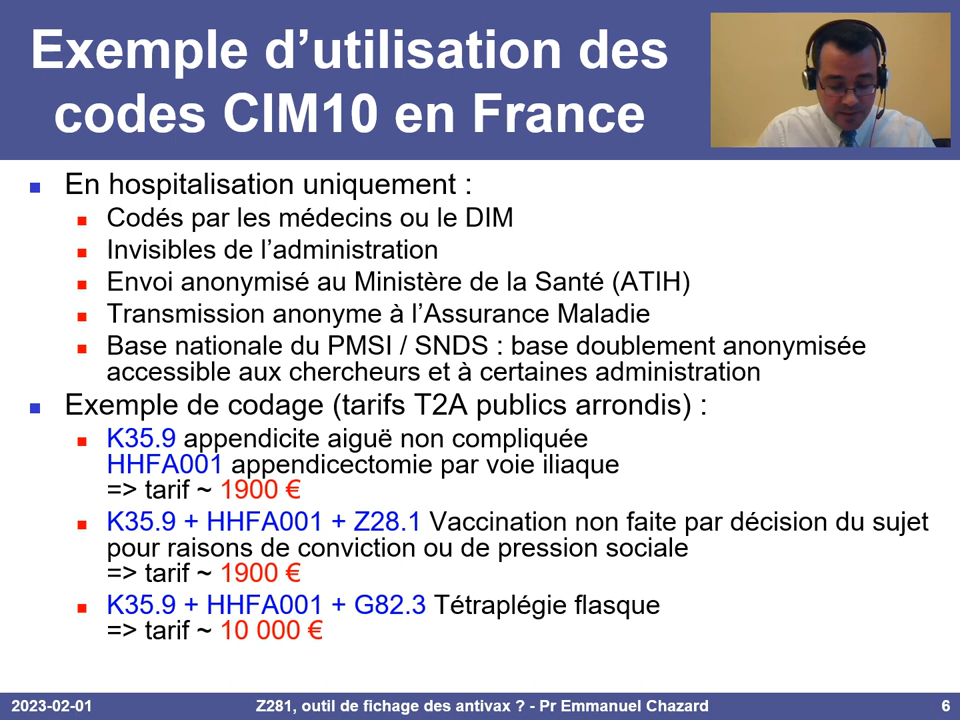 Exemple d’utilisation des
codes CIM10 en France
En hospitalisation uniquement :
Codés par les médecins ou le DIM
Invisibles de l’administration
Envoi anonymisé au Ministère de la Santé (ATIH)
Transmission anonyme à l’Assurance Maladie
Base nationale du PMSI / SNDS : base doublement anonymisée
accessible aux chercheurs et à certaines administration
Exemple de codage (tarifs T2A publics arrondis) :
K35.9 appendicite aiguë non compliquée
HHFA001 appendicectomie par voie iliaque
=> tarif ~ 1900 €
K35.9 + HHFA001 + Z28.1 Vaccination non faite par décision du sujet
pour raisons de conviction ou de pression sociale
=> tarif ~ 1900 €
K35.9 + HHFA001 + G82.3 Tétraplégie flasque
=> tarif ~ 10 000 €
2023-02-01 Z281, outil de fichage des antivax ? - Pr Emmanuel Chazard 6